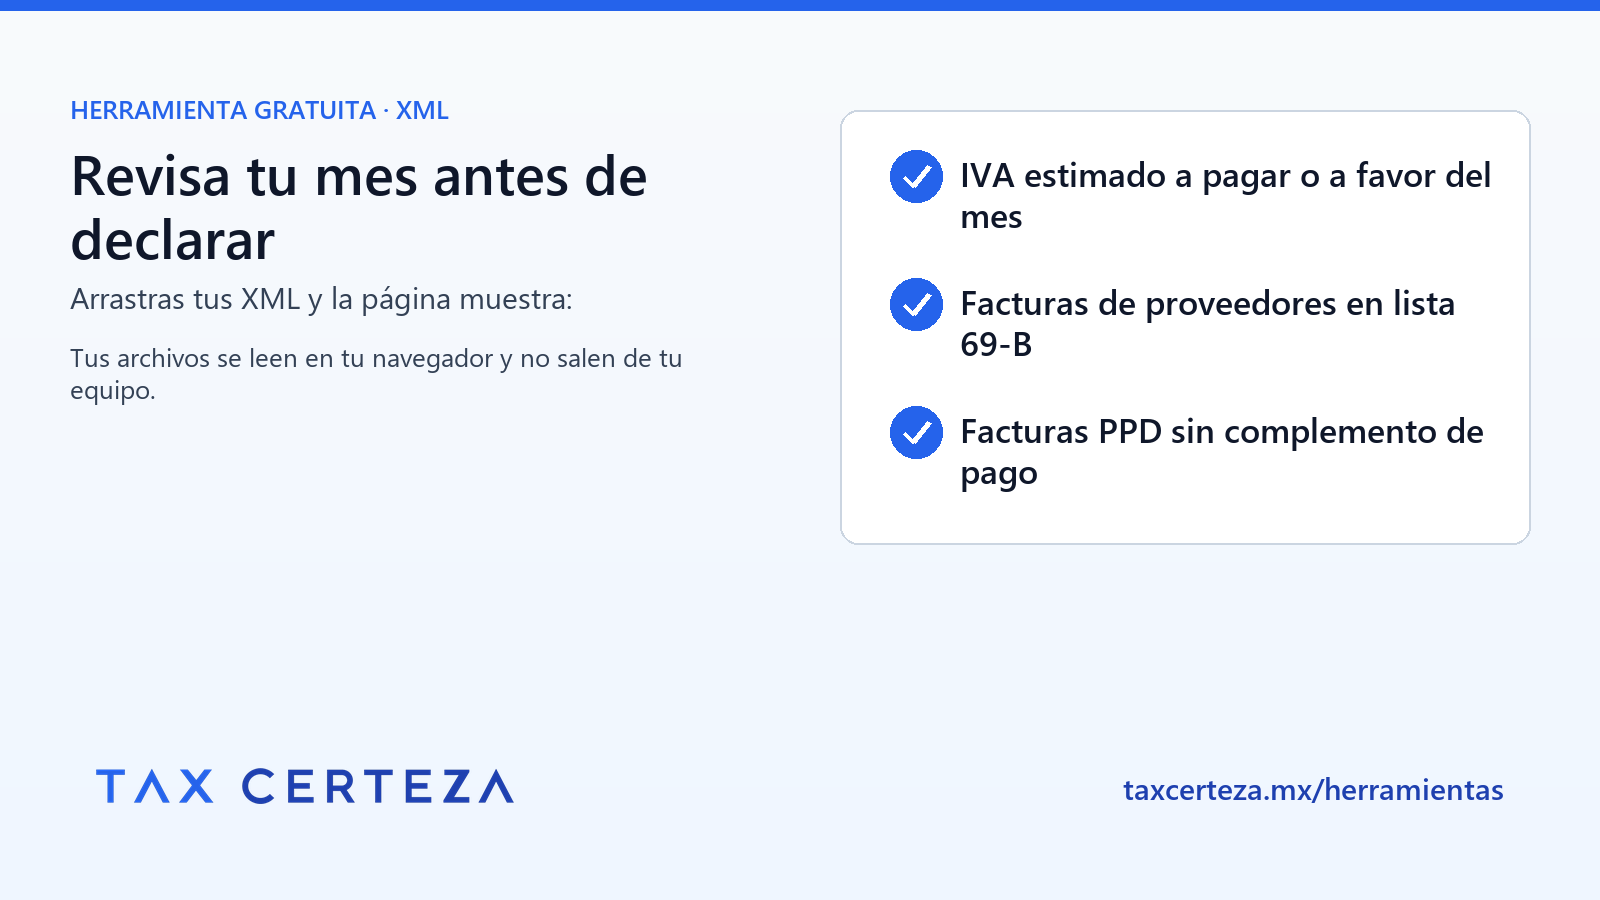 HERRAMIENTA GRATUITA · XML
Revisa tu mes antes de
declarar
Arrastras tus XML y la página muestra:
Tus archivos se leen en tu navegador y no salen de tu
equipo.
IVA estimado a pagar o a favor del
mes
Facturas de proveedores en lista
69-B
Facturas PPD sin complemento de
pago
TAX CERTEZA
taxcerteza.mx/herramientas